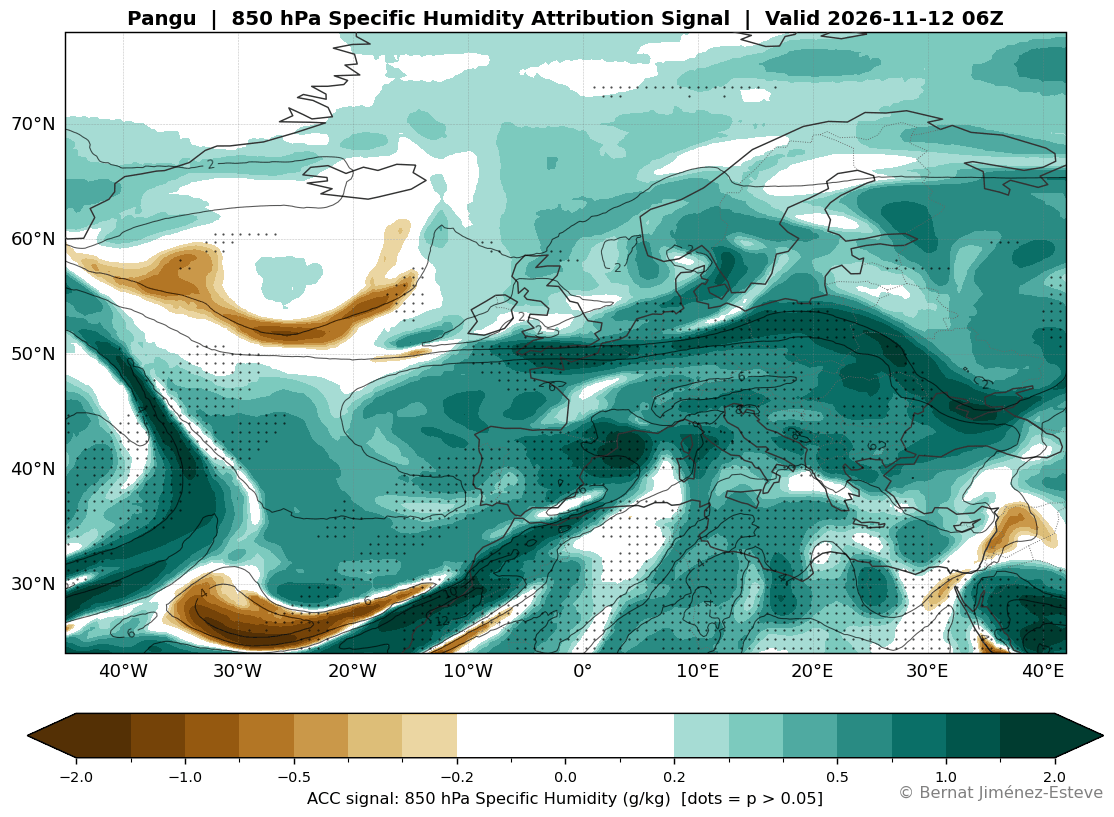 Pangu | 850 hPa Specific Humidity Attribution Signal | Valid 2026-11-12 06Z
70°N
60°N
50°N
40°N
30°N
40°W
30°W
20°W
10°W
0°
10°E
20°E
30°E
40°E
−2.0
−1.0
−0.5
−0.2
0.0
0.2
0.5
1.0
2.0
ACC signal: 850 hPa Specific Humidity (g/kg) [dots = p > 0.05]
© Bernat Jiménez-Esteve